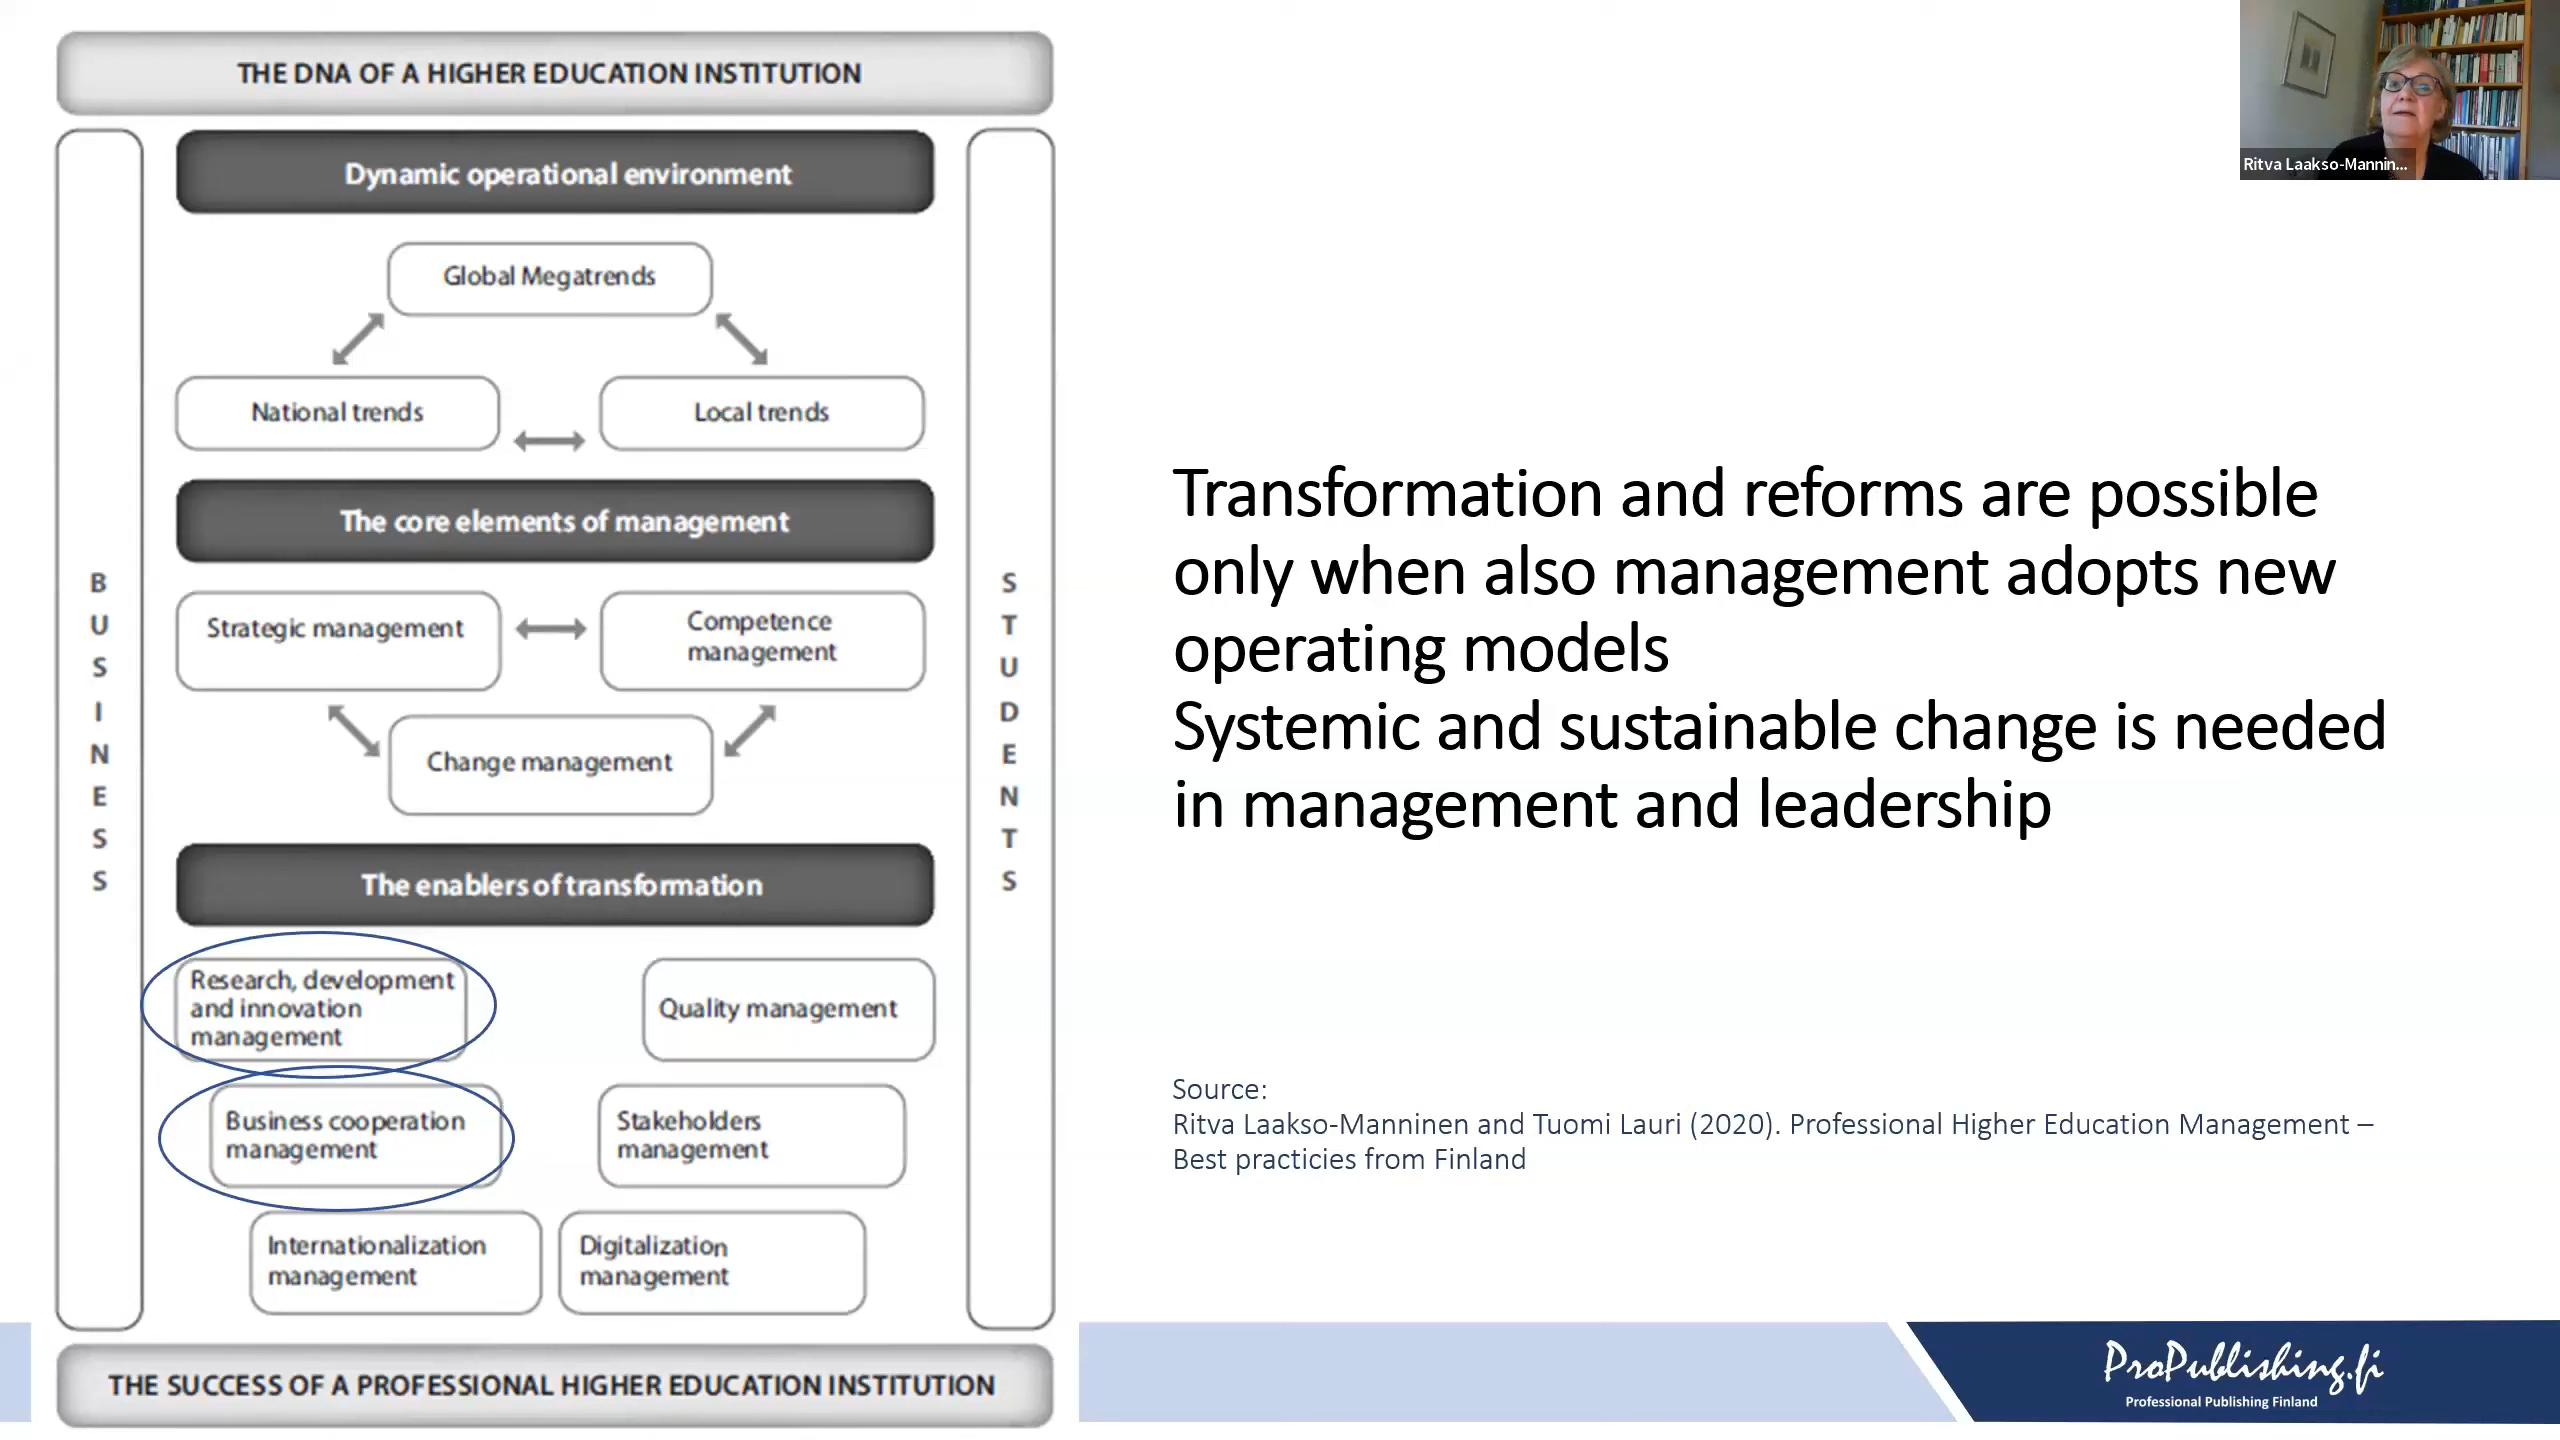 THE DNA OF A HIGHER EDUCATION INSTITUTION
Dynamic operational environment
Global Megatrends
National trends
Local trends
The core elements of management
Strategic management
Competence
management
Change management
The enablers of transformation
Research, development
and innovation
management
Quality management
Business cooperation
management
Stakeholders
management
Internationalization
management
Digitalization
management
BUSINESS
STUDENTS
THE SUCCESS OF A PROFESSIONAL HIGHER EDUCATION INSTITUTION
Transformation and reforms are possible
only when also management adopts new
operating models
Systemic and sustainable change is needed
in management and leadership
Source:
Ritva Laakso-Manninen and Tuomi Lauri (2020). Professional Higher Education Management –
Best practicies from Finland
Ritva Laakso-Mannin...
ProPublishing.fi
Professional Publishing Finland